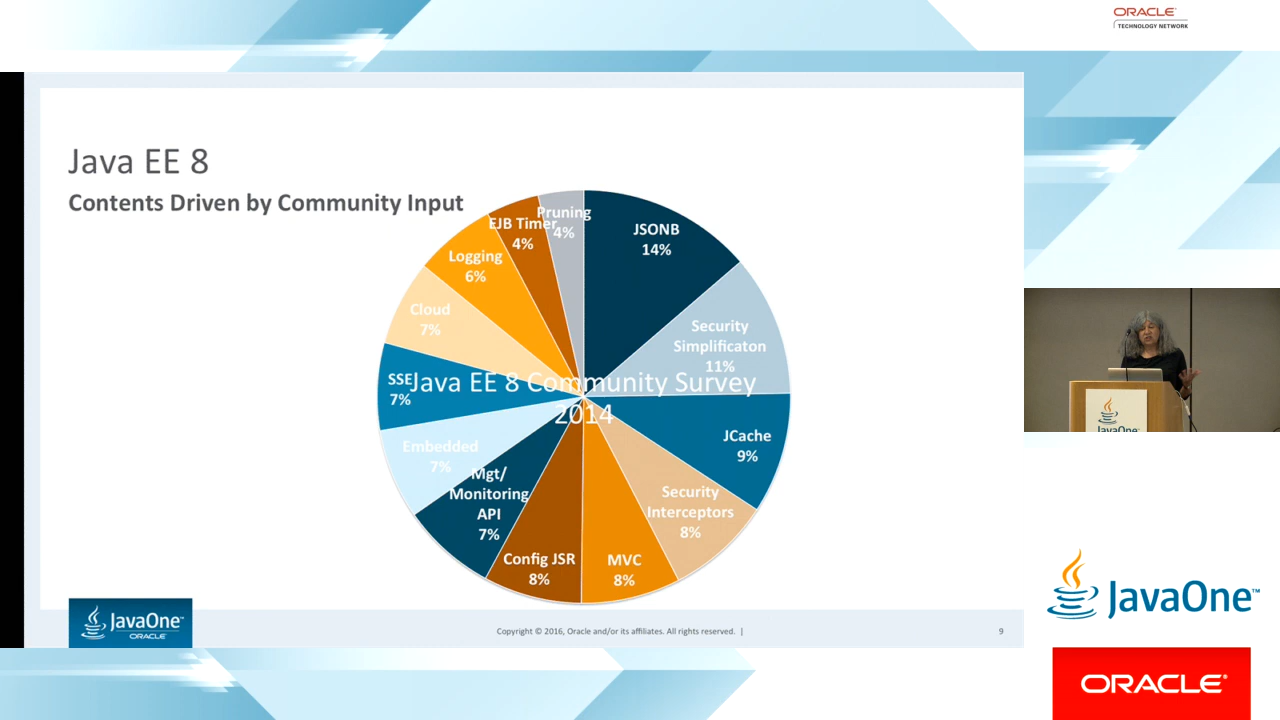 ORACLE
TECHNOLOGY NETWORK
Java EE 8
Contents Driven by Community Input
Pruning
4%
EJB Timer
4%
JSONB
14%
Logging
6%
Cloud
7%
Security
Simplificaton
11%
SSE
7%
Java EE 8 Community Survey
2014
JCache
9%
Embedded
7%
Mgt/
Monitoring
API
7%
Security
Interceptors
8%
Config JSR
8%
MVC
8%
JavaOne™
ORACLE
Copyright © 2016, Oracle and/or its affiliates. All rights reserved. |
9
JavaOne
JavaOne™
ORACLE®